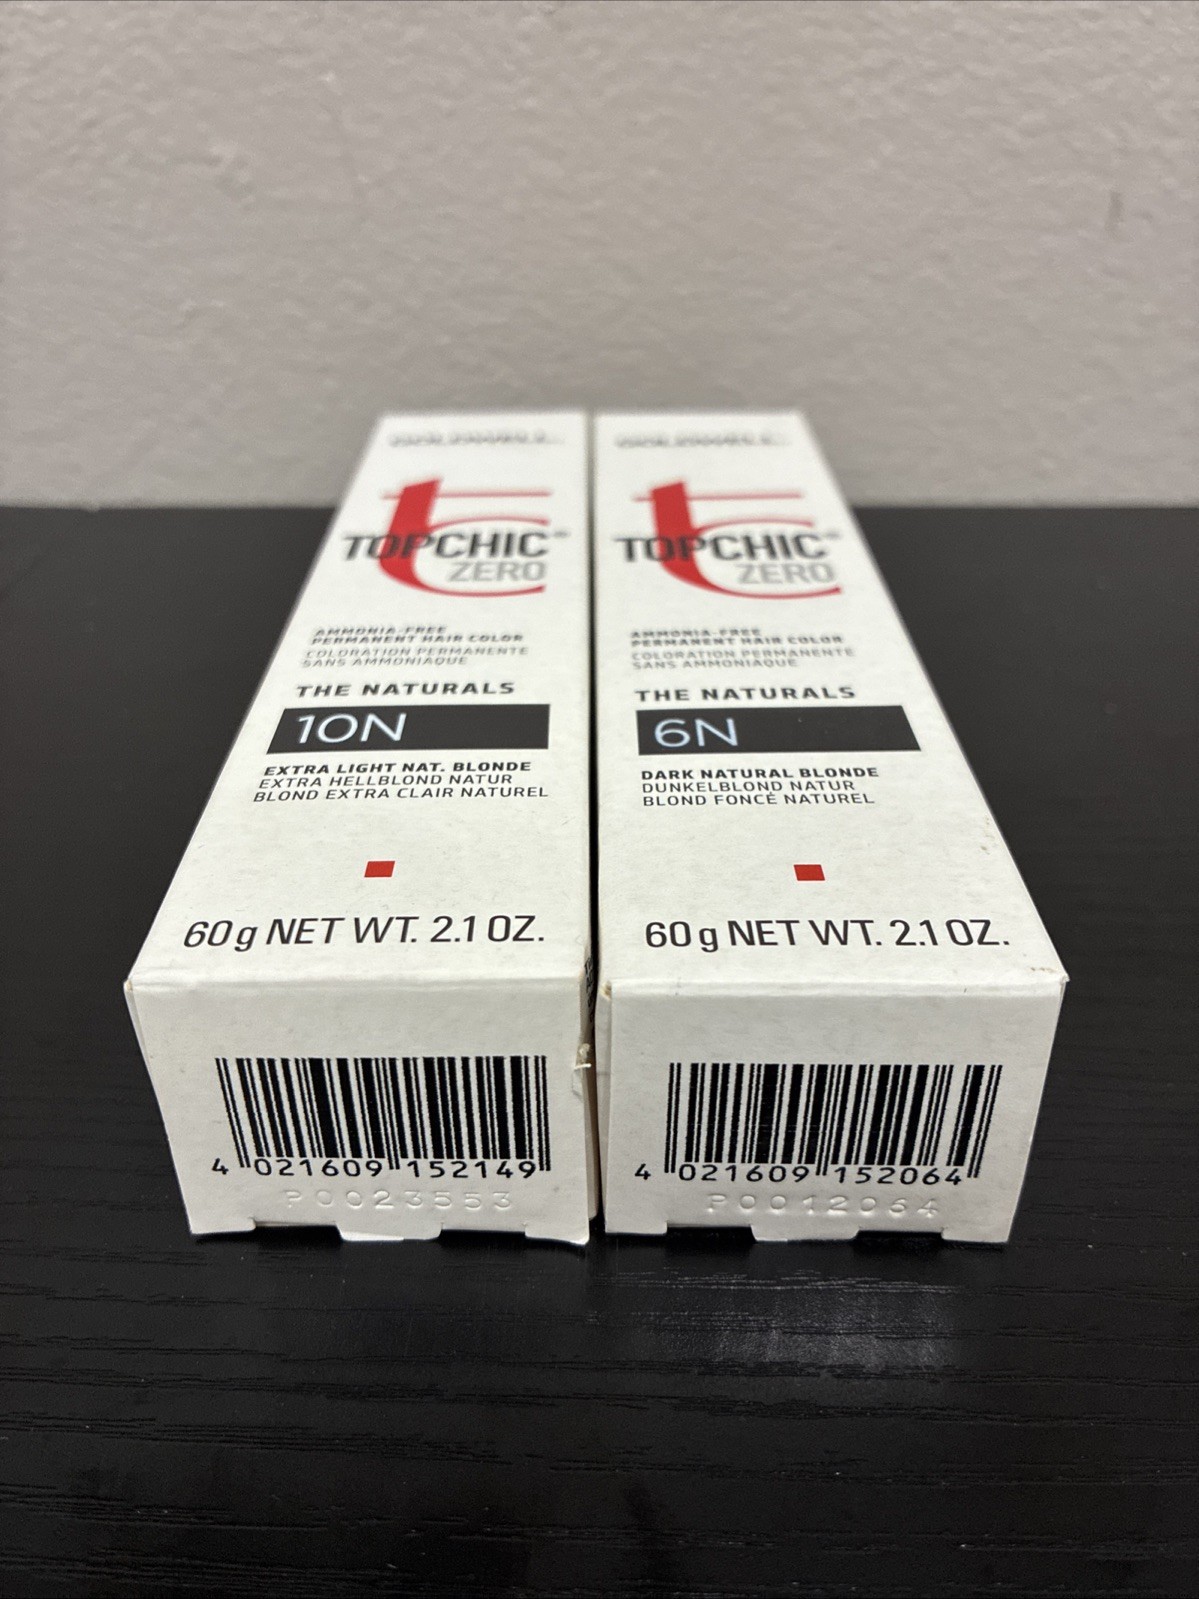 TOPCHIC®
ZERO
AMMONIA-FREE
PERMANENT HAIR COLOR
COLORATION PERMANENTE
SANS AMMONIAQUE
THE NATURALS
10N
EXTRA LIGHT NAT. BLONDE
EXTRA HELLBLOND NATUR
BLOND EXTRA CLAIR NATUREL
60g NET WT. 2.1 OZ.
4 021609 152149
P0023553
TOPCHIC®
ZERO
AMMONIA-FREE
PERMANENT HAIR COLOR
COLORATION PERMANENTE
SANS AMMONIAQUE
THE NATURALS
6N
DARK NATURAL BLONDE
DUNKELBLOND NATUR
BLOND FONCÉ NATUREL
60g NET WT. 2.1 OZ.
4 021609 152064
P0012064